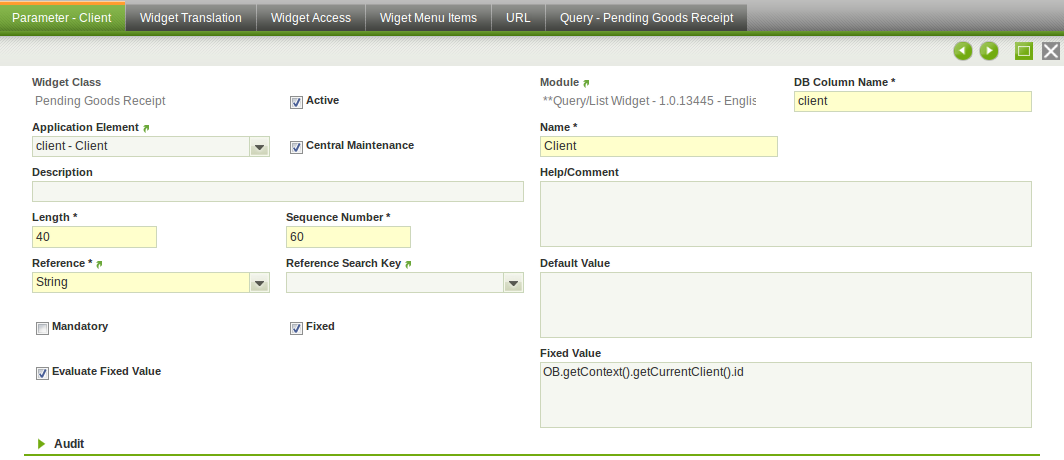 Parameter - Client
Widget Translation
Widget Access
Wiget Menu Items
URL
Query - Pending Goods Receipt
Widget Class
Pending Goods Receipt
Active
Module
**Query/List Widget - 1.0.13445 - Englis
DB Column Name *
client
Application Element
client - Client
Central Maintenance
Name *
Client
Description
Help/Comment
Length *
40
Sequence Number *
60
Reference *
String
Reference Search Key
Default Value
Mandatory
Fixed
Fixed Value
OB.getContext().getCurrentClient().id
Evaluate Fixed Value
Audit